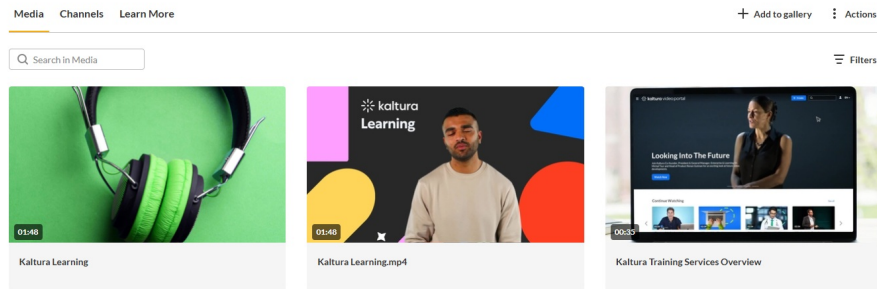 Media Channels Learn More
+ Add to gallery Actions
Search in Media
Filters
kaltura
Learning
kaltura videoportal
Looking Into The Future
Continue Watching
01:48
01:48
00:35
Kaltura Learning
Kaltura Learning.mp4
Kaltura Training Services Overview